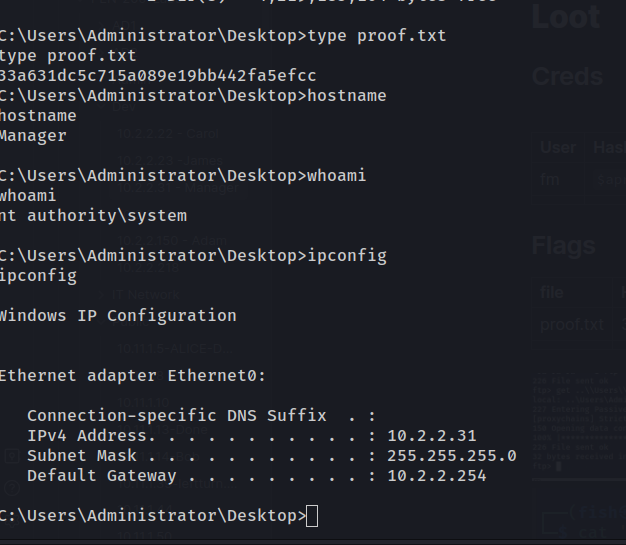 C:\Users\Administrator\Desktop>type proof.txt
type proof.txt
33a631dc5c715a089e19bb442fa5efcc
C:\Users\Administrator\Desktop>hostname
hostname
Manager
C:\Users\Administrator\Desktop>whoami
whoami
nt authority\system
C:\Users\Administrator\Desktop>ipconfig
ipconfig
Windows IP Configuration
Ethernet adapter Ethernet0:
Connection-specific DNS Suffix . :
IPv4 Address. . . . . . . . . . . : 10.2.2.31
Subnet Mask . . . . . . . . . . . : 255.255.255.0
Default Gateway . . . . . . . . . : 10.2.2.254
C:\Users\Administrator\Desktop>
Loot
Creds
User
fm
Flags
file
proof.txt
IT Network